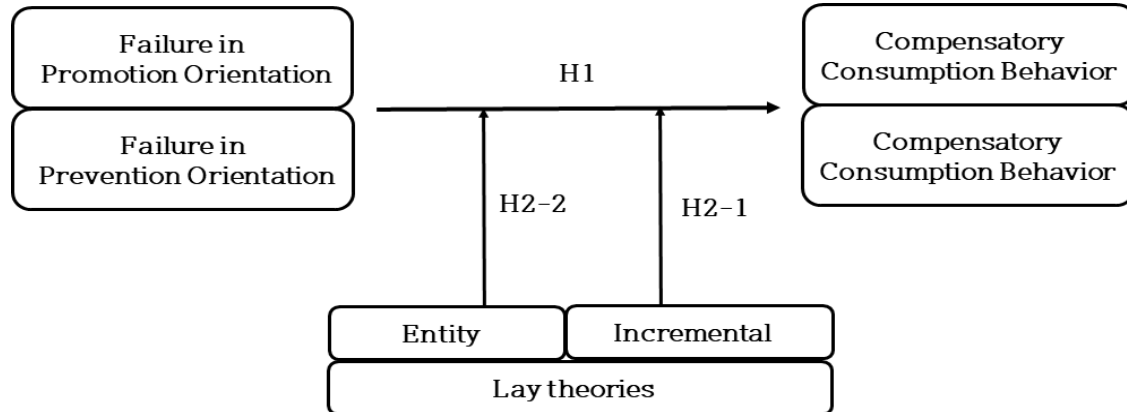 Failure in
Promotion Orientation
Failure in
Prevention Orientation
H1
Compensatory
Consumption Behavior
Compensatory
Consumption Behavior
H2-2
H2-1
Entity
Incremental
Lay theories